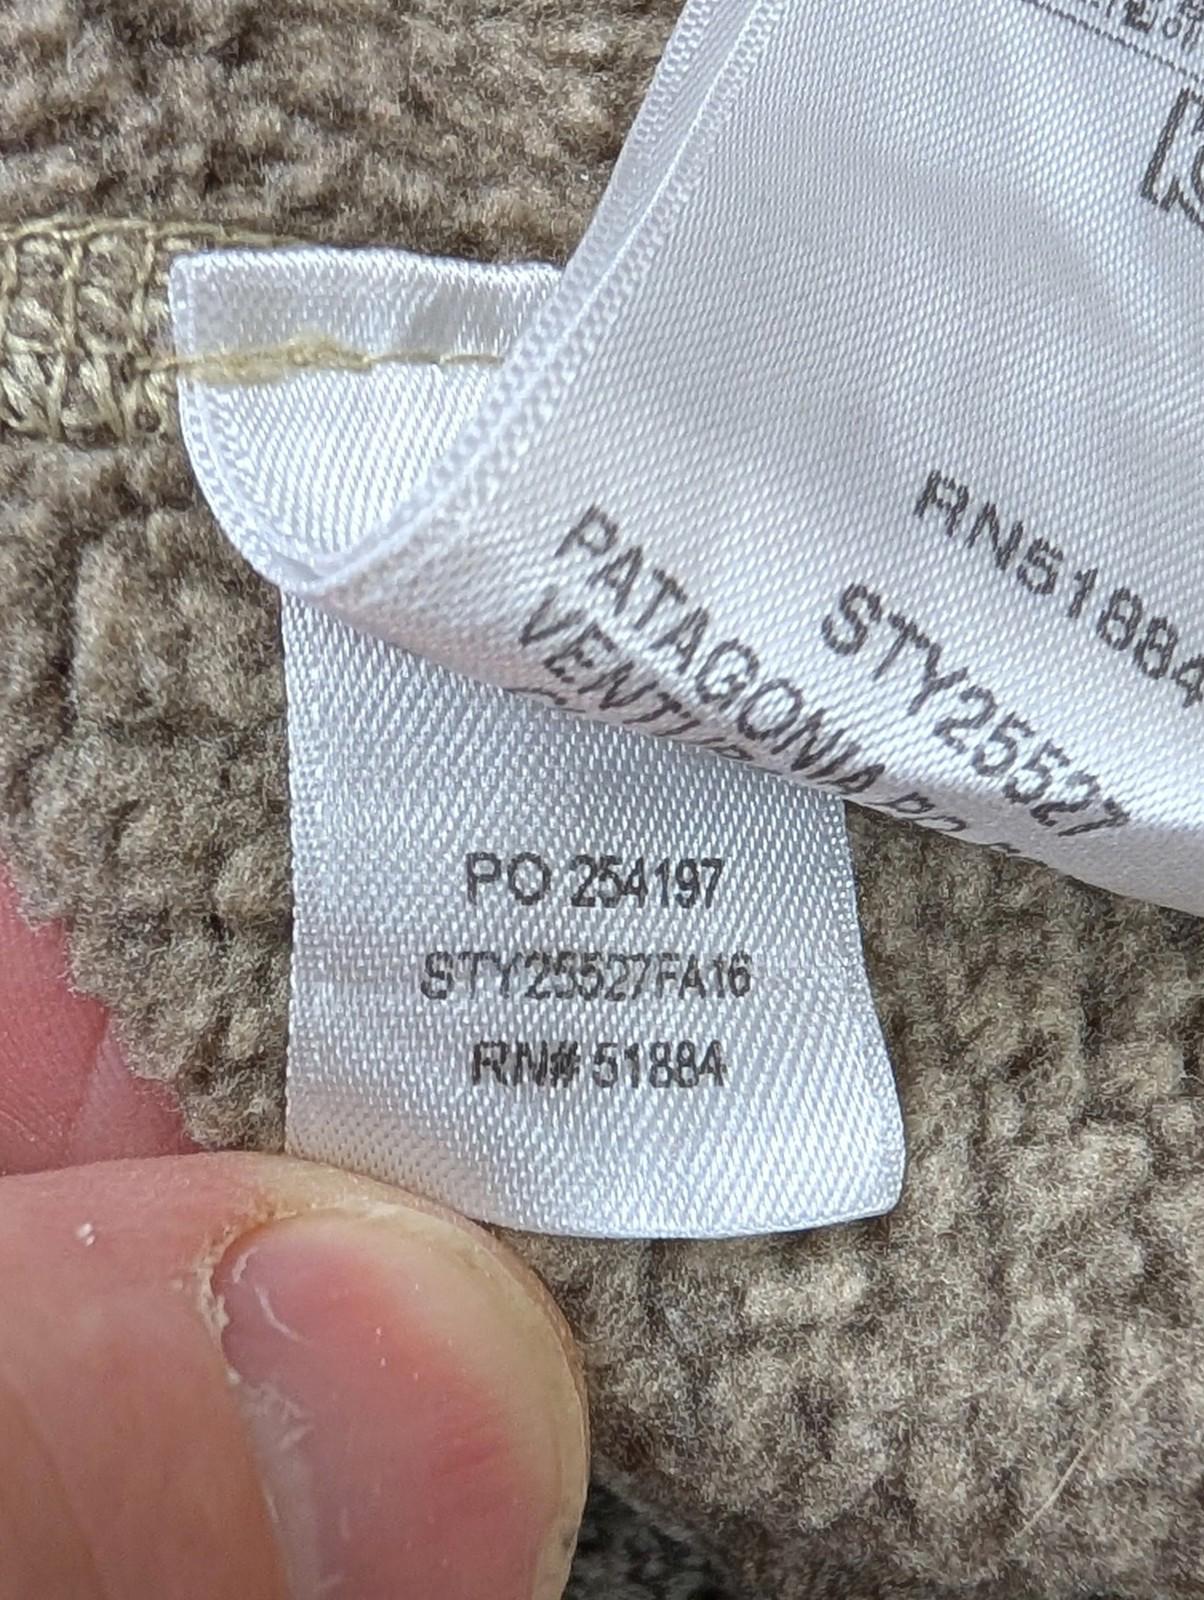 RN51884
STY25527
PATAGONIA
PO 254197
STY25527FA16
RN# 51884